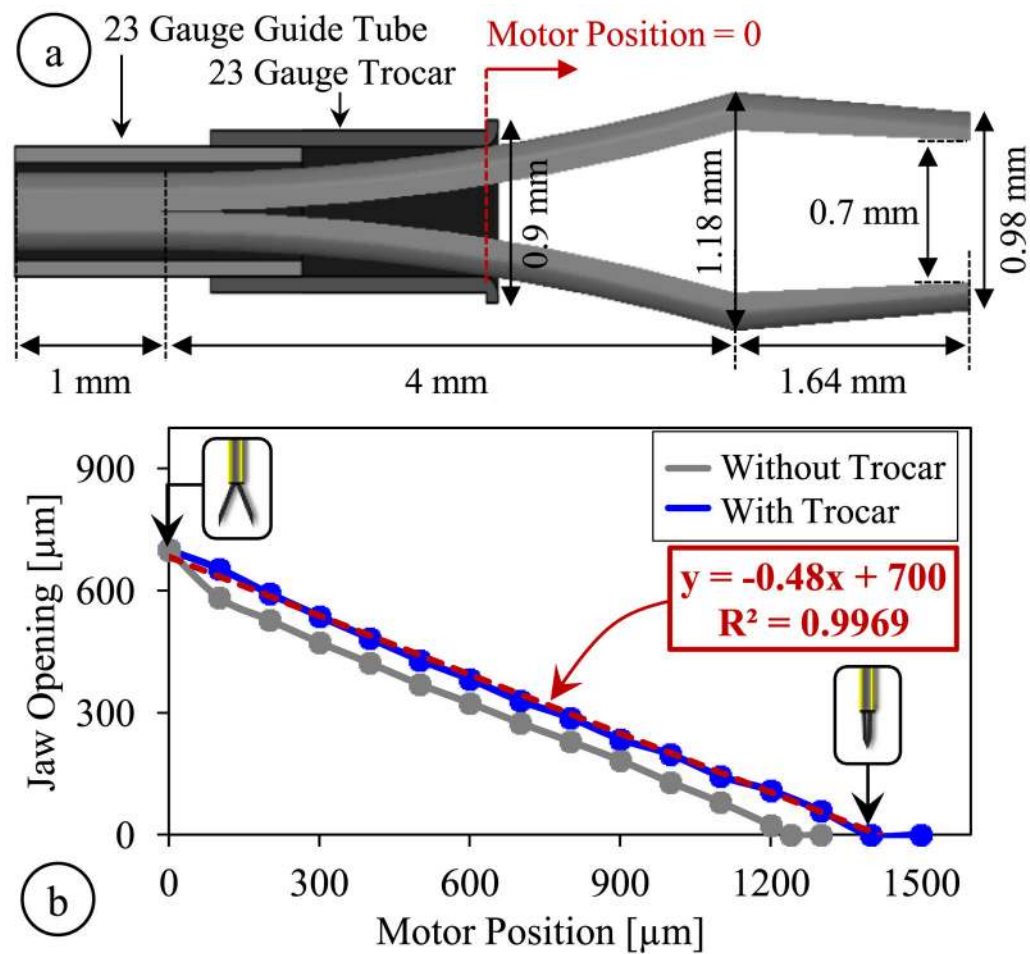 a
23 Gauge Guide Tube
23 Gauge Trocar
Motor Position = 0
0.9 mm
1.18 mm
0.7 mm
0.98 mm
1 mm
4 mm
1.64 mm
b
Jaw Opening [µm]
900
600
300
0
Without Trocar
With Trocar
y = -0.48x + 700
R² = 0.9969
0 300 600 900 1200 1500
Motor Position [µm]